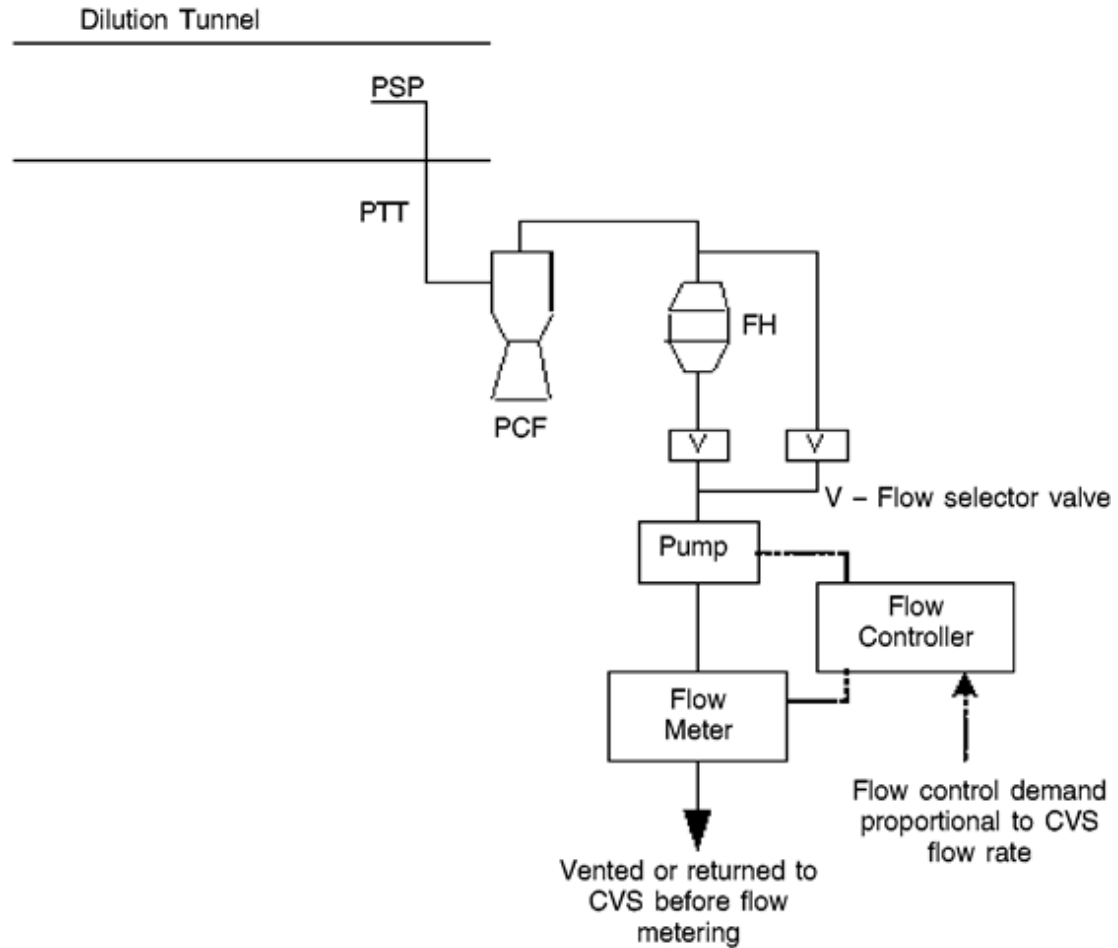 Dilution Tunnel
PSP
PTT
FH
PCF
V
V
V – Flow selector valve
Pump
Flow
Controller
Flow
Meter
Flow control demand
proportional to CVS
flow rate
Vented or returned to
CVS before flow
metering